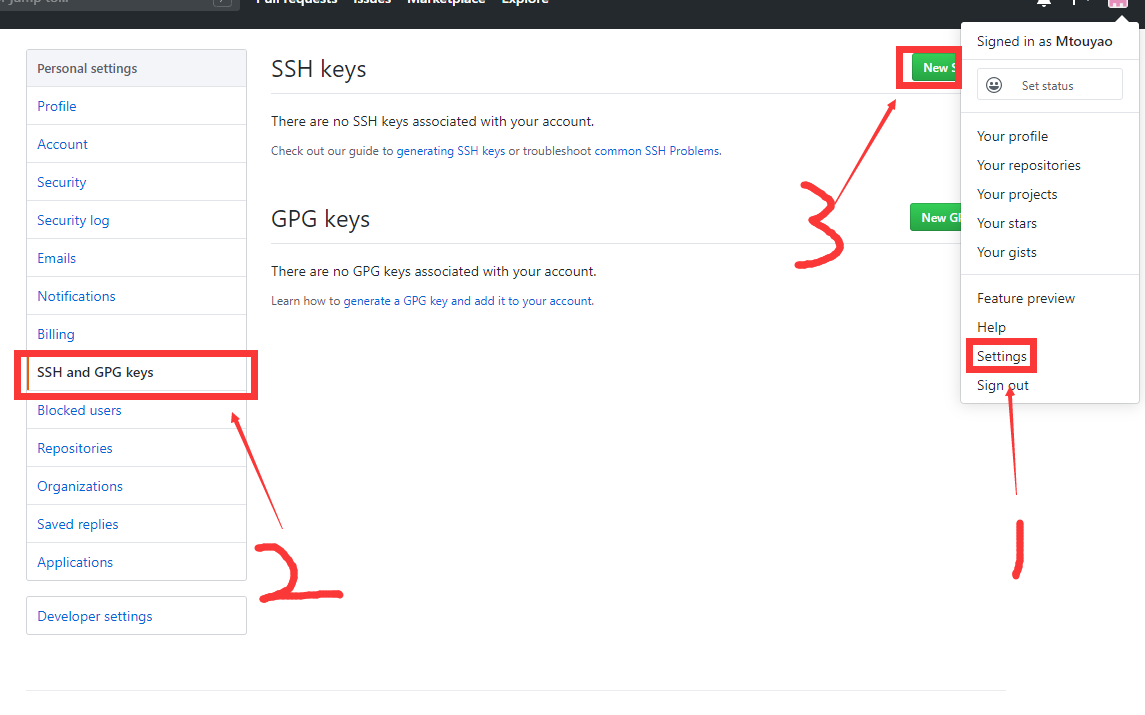 Pull requests Issues Marketplace Explore
Signed in as Mtouyao
Set status
Your profile
Your repositories
Your projects
Your stars
Your gists
Feature preview
Help
Settings
Sign out
Personal settings
Profile
Account
Security
Security log
Emails
Notifications
Billing
SSH and GPG keys
Blocked users
Repositories
Organizations
Saved replies
Applications
Developer settings
SSH keys
New S
There are no SSH keys associated with your account.
Check out our guide to generating SSH keys or troubleshoot common SSH Problems.
GPG keys
New G
There are no GPG keys associated with your account.
Learn how to generate a GPG key and add it to your account.
1
2
3